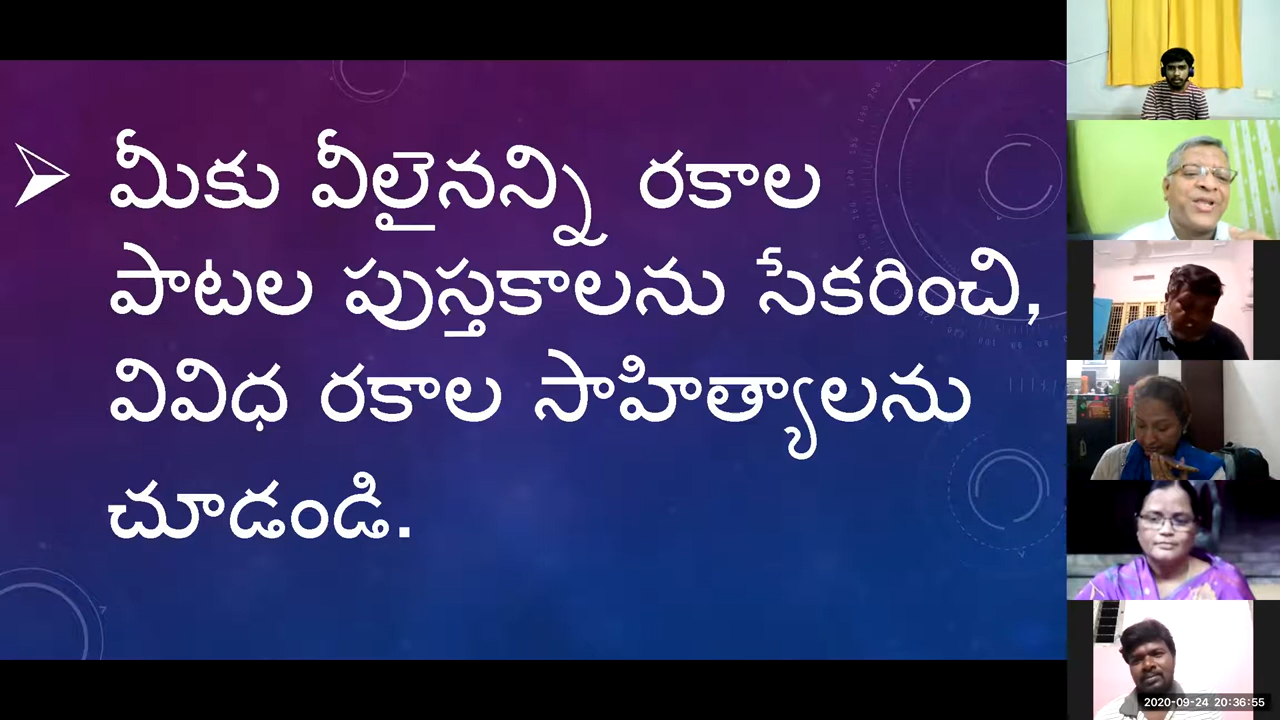 మీకు వీలైనన్ని రకాల
పాటల పుస్తకాలను సేకరించి,
వివిధ రకాల సాహిత్యాలను
చూడండి.
2020-09-24 20:36:55